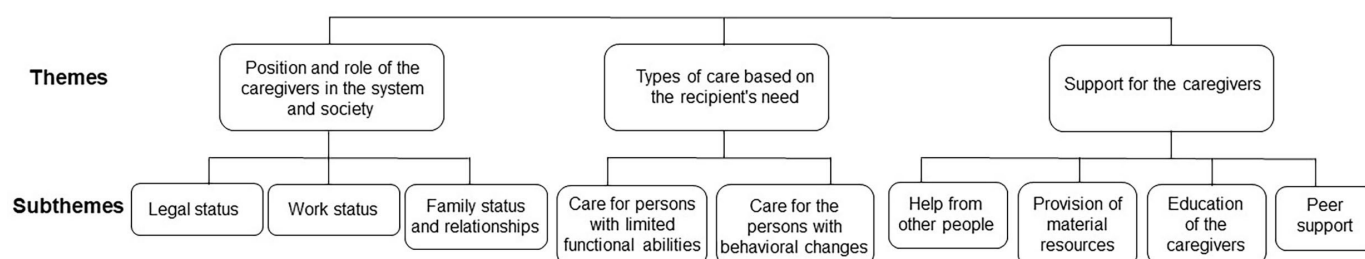 Themes
Position and role of the
caregivers in the system
and society
Types of care based on
the recipient's need
Support for the caregivers
Subthemes
Legal status
Work status
Family status
and relationships
Care for persons
with limited
functional abilities
Care for the
persons with
behavioral changes
Help from
other people
Provision of
material
resources
Education
of the
caregivers
Peer
support